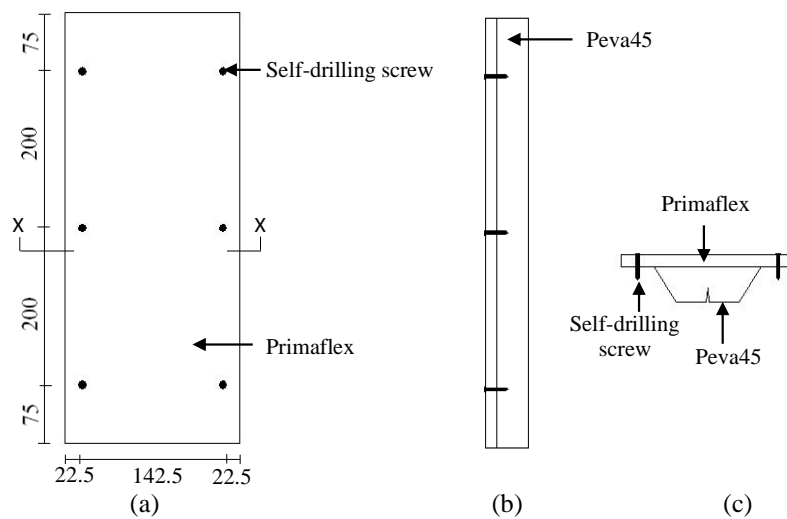 75
200
200
75
Self-drilling screw
X
X
Primaflex
22.5
142.5
22.5
(a)
Peva45
(b)
Primaflex
Self-drilling
screw
Peva45
(c)